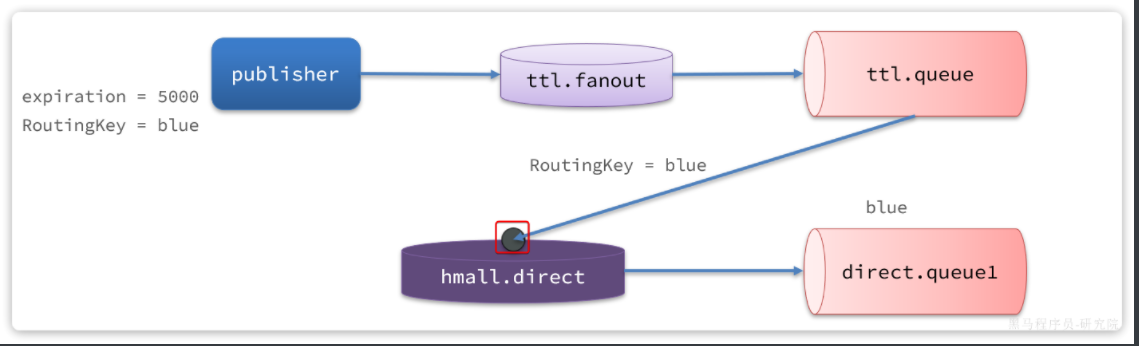 publisher
ttl.fanout
ttl.queue
expiration = 5000
RoutingKey = blue
RoutingKey = blue
blue
hmall.direct
direct.queue1
黑马程序员-研究院